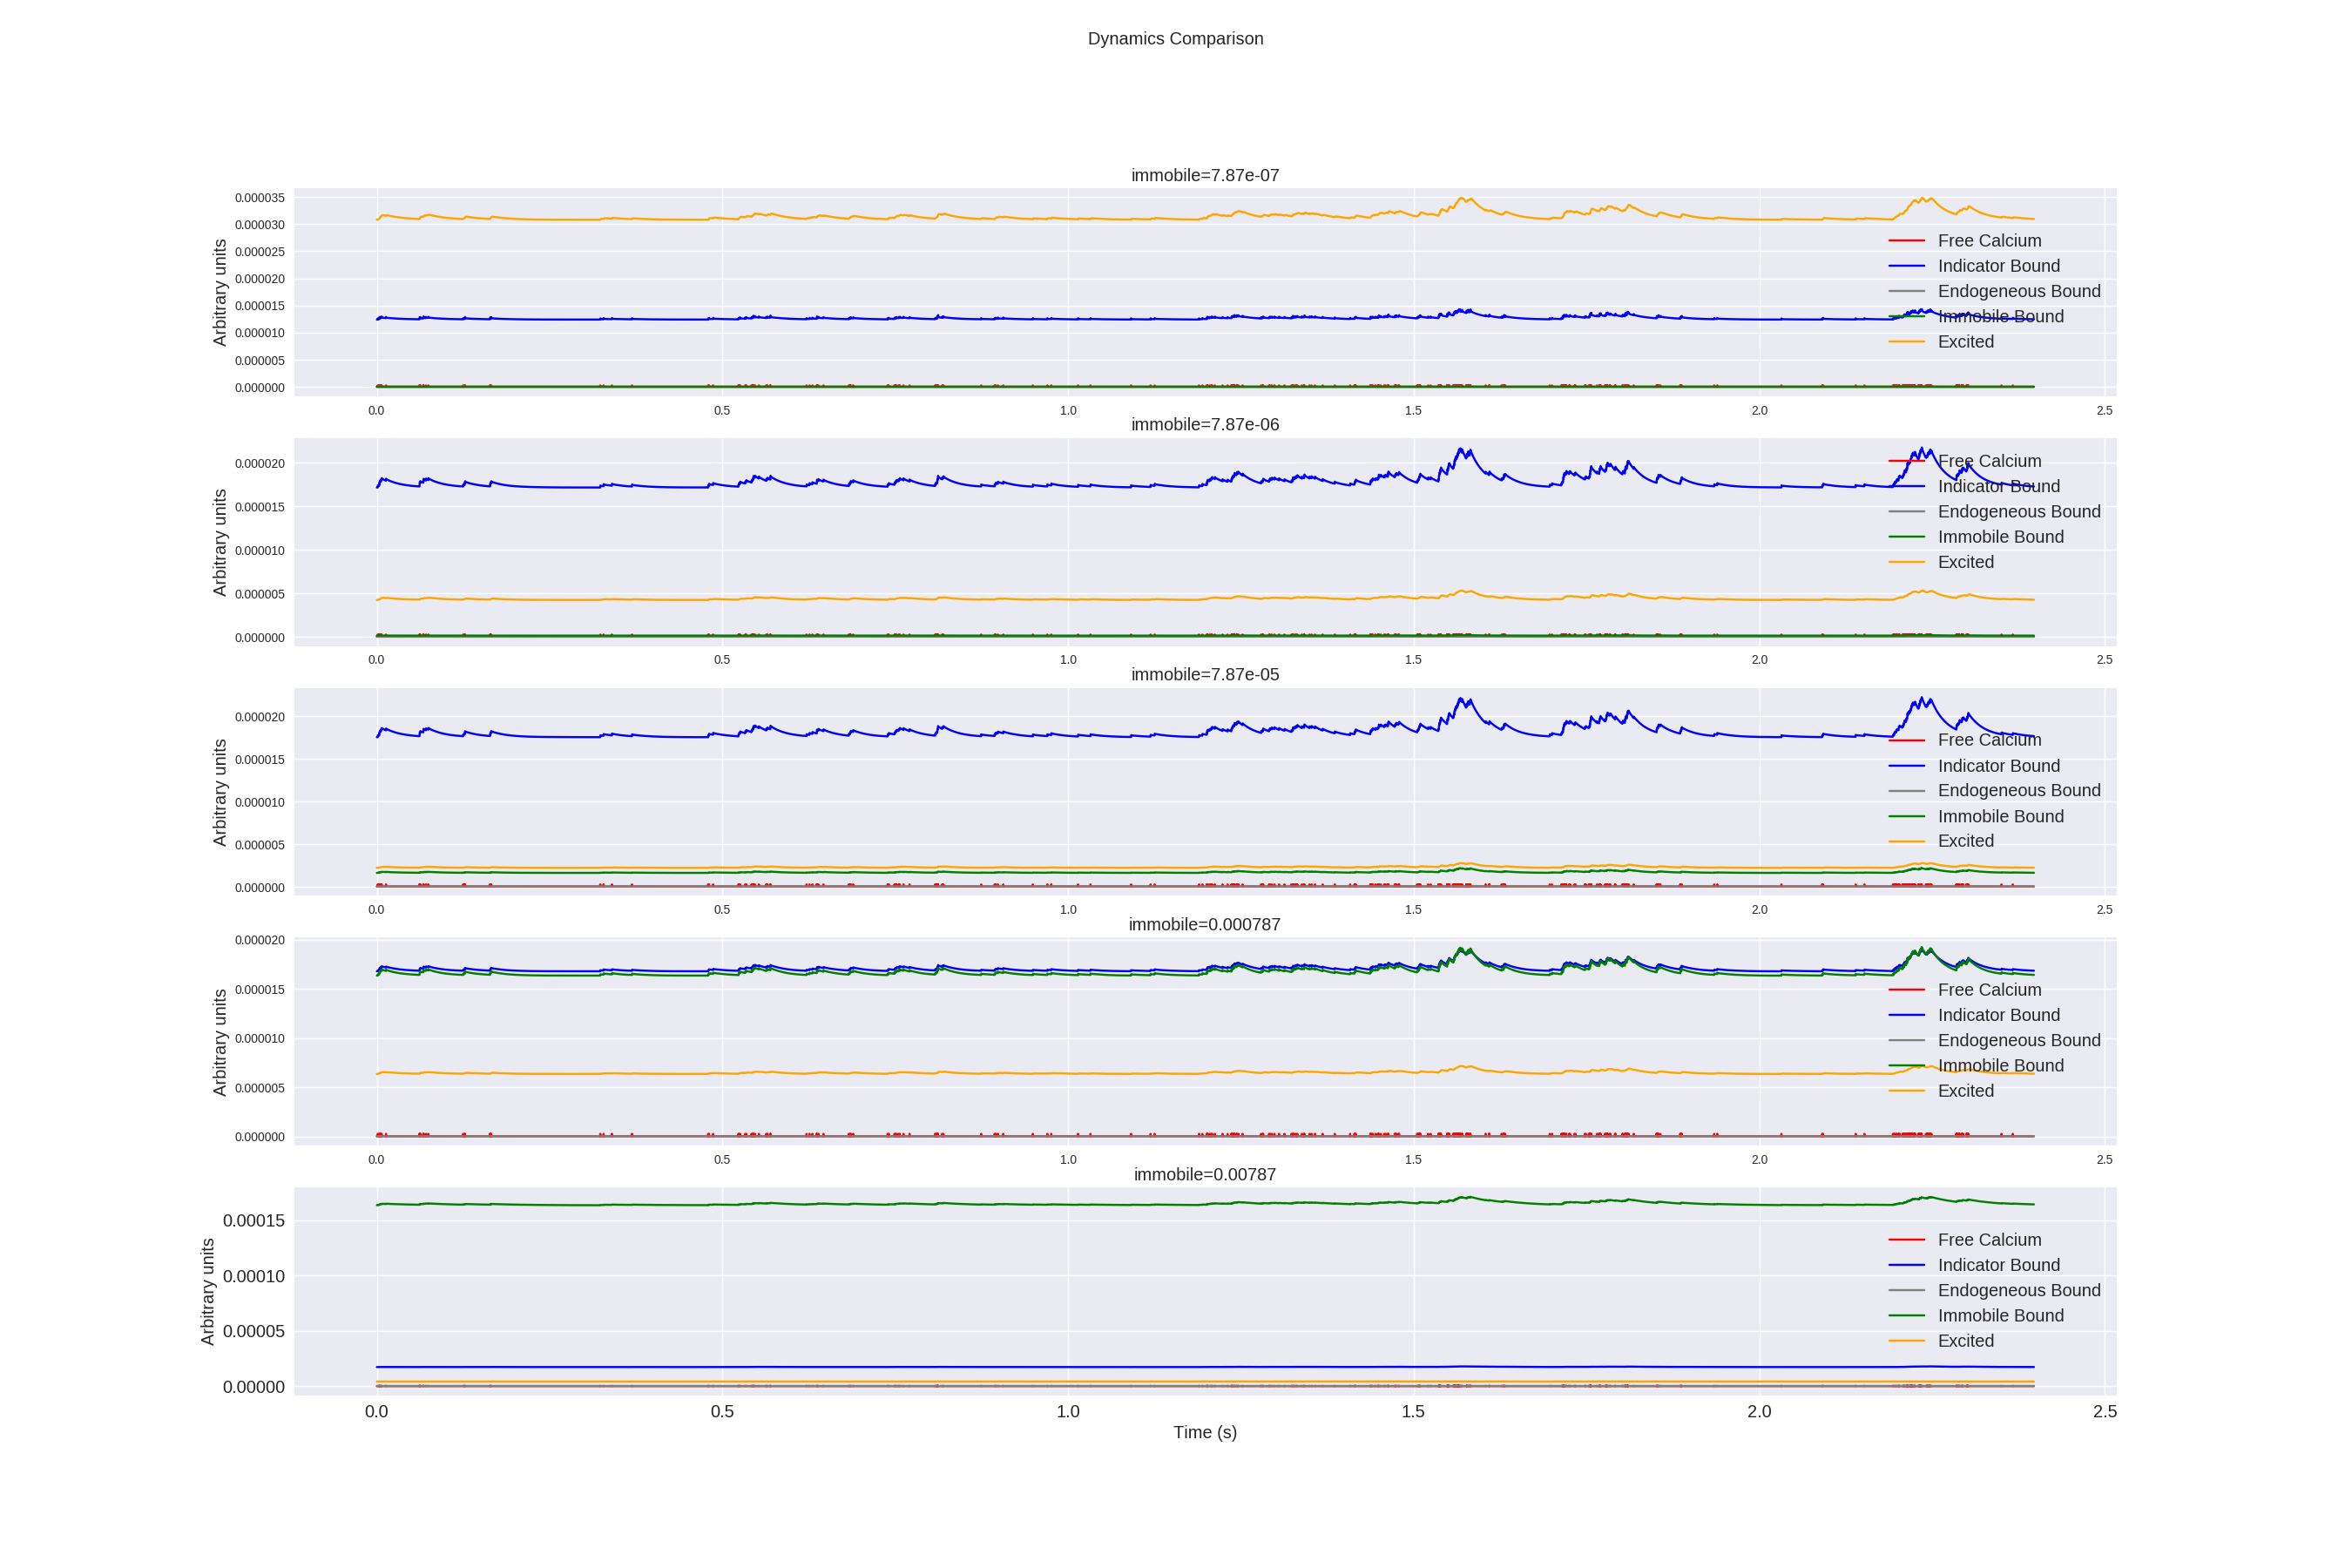 Dynamics Comparison
immobile=7.87e-07
Arbitrary units
0.000035
0.000030
0.000025
0.000020
0.000015
0.000010
0.000005
0.000000
Free Calcium
Indicator Bound
Endogeneous Bound
Immobile Bound
Excited
0.0 0.5 1.0 1.5 2.0 2.5
immobile=7.87e-06
Arbitrary units
0.000020
0.000015
0.000010
0.000005
0.000000
Free Calcium
Indicator Bound
Endogeneous Bound
Immobile Bound
Excited
0.0 0.5 1.0 1.5 2.0 2.5
immobile=7.87e-05
Arbitrary units
0.000020
0.000015
0.000010
0.000005
0.000000
Free Calcium
Indicator Bound
Endogeneous Bound
Immobile Bound
Excited
0.0 0.5 1.0 1.5 2.0 2.5
immobile=0.000787
Arbitrary units
0.000020
0.000015
0.000010
0.000005
0.000000
Free Calcium
Indicator Bound
Endogeneous Bound
Immobile Bound
Excited
0.0 0.5 1.0 1.5 2.0 2.5
immobile=0.00787
Arbitrary units
0.00015
0.00010
0.00005
0.00000
Free Calcium
Indicator Bound
Endogeneous Bound
Immobile Bound
Excited
0.0 0.5 1.0 1.5 2.0 2.5
Time (s)